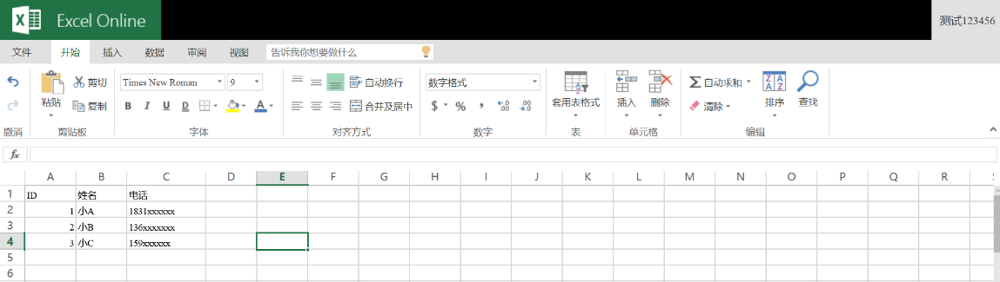 Excel Online
测试123456
文件 开始 插入 数据 审阅 视图 告诉我你想要做什么
粘贴 剪切 Times New Roman 9 自动换行 数字格式 套用表格式 插入 删除 自动求和 排序 查找
复制 B I U D 合并及居中 $ % , .00 .00 清除
撤消 剪贴板 字体 对齐方式 数字 表 单元格 编辑
fx
A B C D E F G H I J K L M N O P Q R
1 ID 姓名 电话
2 1 小A 1831xxxxxx
3 2 小B 136xxxxxxx
4 3 小C 159xxxxxx
5
6